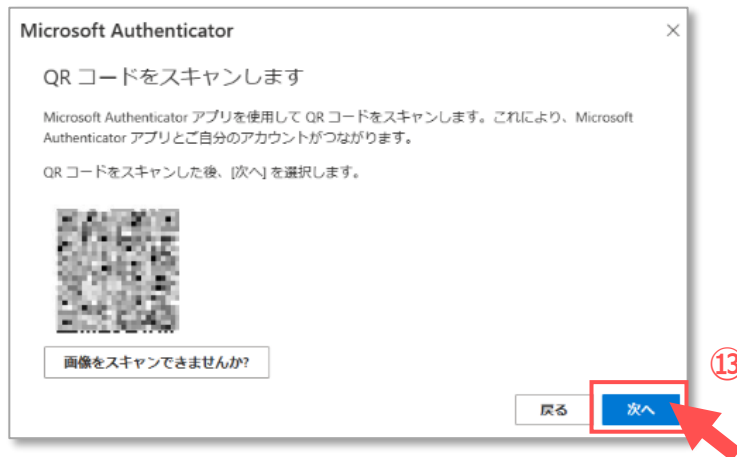 Microsoft Authenticator
QR コードをスキャンします
Microsoft Authenticator アプリを使用して QR コードをスキャンします。これにより、Microsoft
Authenticator アプリとご自分のアカウントがつながります。
QR コードをスキャンした後、[次へ] を選択します。
画像をスキャンできませんか?
⑬
戻る
次へ